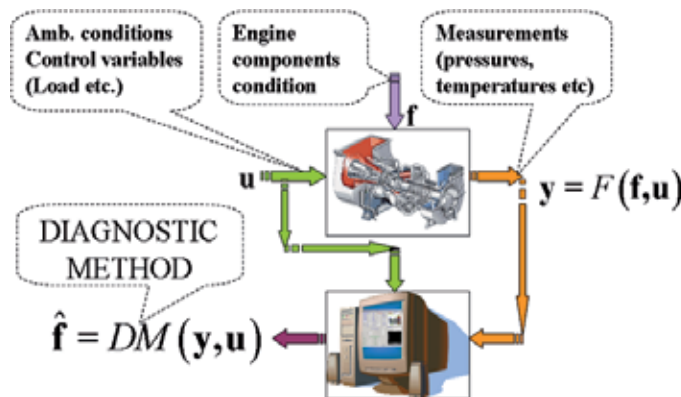 Amb. conditions
Control variables
(Load etc.)
Engine
components
condition
Measurements
(pressures,
temperatures etc)
f
u
y = F(f,u)
DIAGNOSTIC
METHOD
f̂ = DM(y,u)